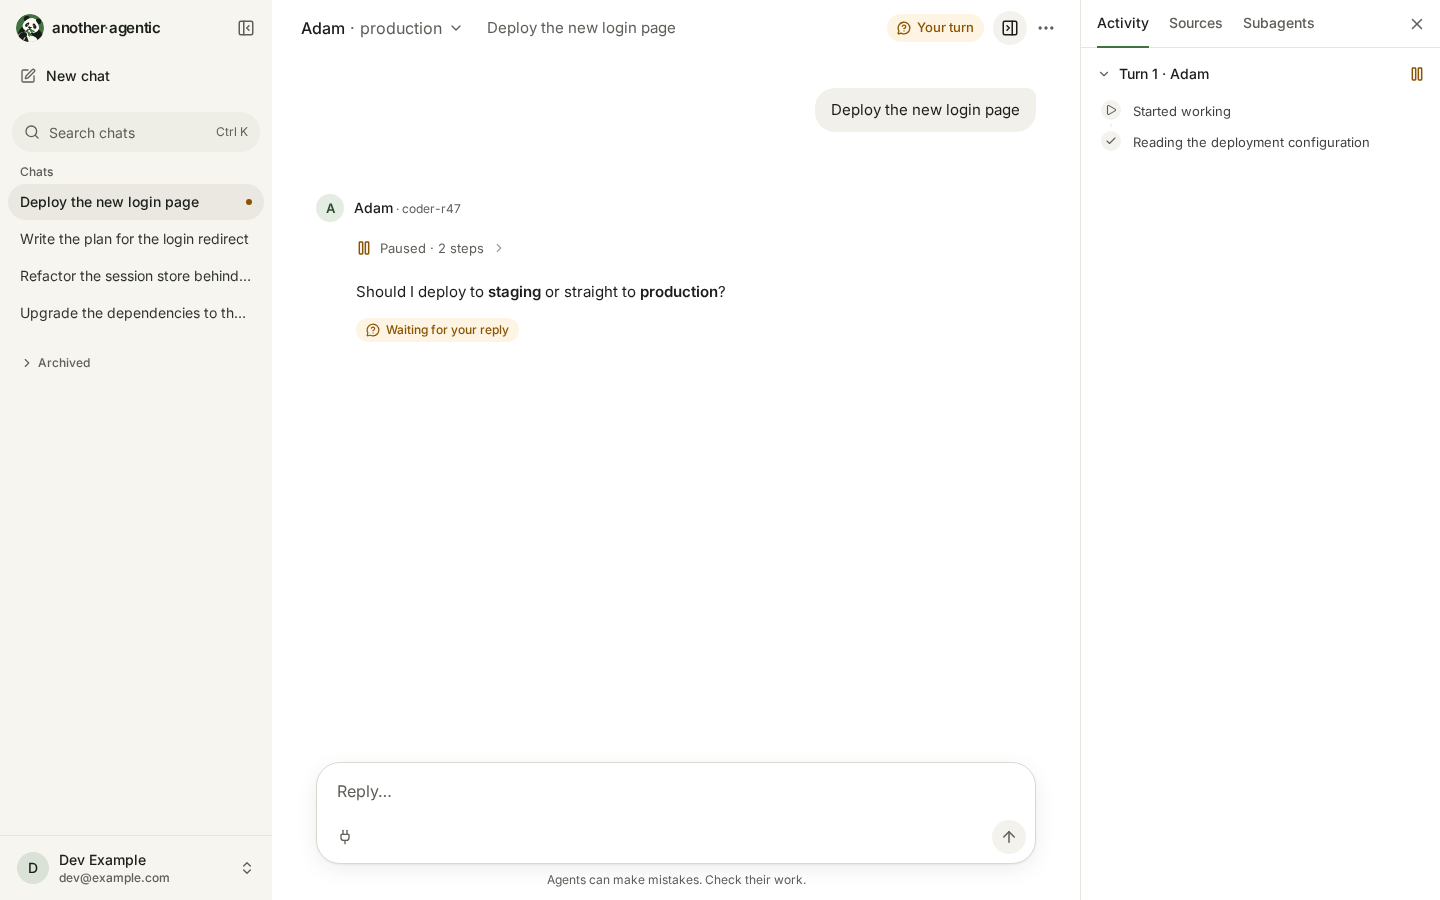 another·agentic
New chat
Search chats Ctrl K
Chats
Deploy the new login page
Write the plan for the login redirect
Refactor the session store behind...
Upgrade the dependencies to th...
Archived
D
Dev Example
dev@example.com
Adam · production
Deploy the new login page
Your turn
Deploy the new login page
A
Adam · coder-r47
Paused · 2 steps
Should I deploy to staging or straight to production?
Waiting for your reply
Reply...
Agents can make mistakes. Check their work.
Activity Sources Subagents
Turn 1 · Adam
Started working
Reading the deployment configuration